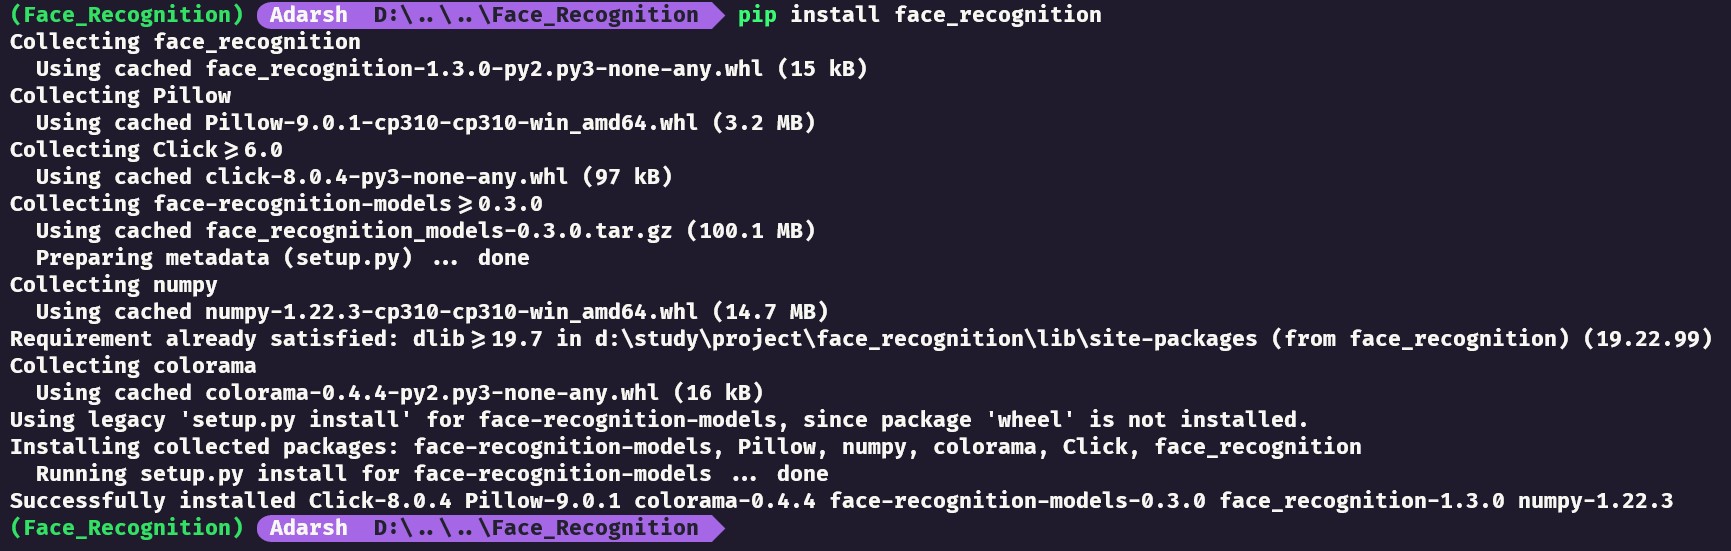 (Face_Recognition) Adarsh D:\..\..\Face_Recognition pip install face_recognition
Collecting face_recognition
  Using cached face_recognition-1.3.0-py2.py3-none-any.whl (15 kB)
Collecting Pillow
  Using cached Pillow-9.0.1-cp310-cp310-win_amd64.whl (3.2 MB)
Collecting Click>=6.0
  Using cached click-8.0.4-py3-none-any.whl (97 kB)
Collecting face-recognition-models>=0.3.0
  Using cached face_recognition_models-0.3.0.tar.gz (100.1 MB)
  Preparing metadata (setup.py) ... done
Collecting numpy
  Using cached numpy-1.22.3-cp310-cp310-win_amd64.whl (14.7 MB)
Requirement already satisfied: dlib>=19.7 in d:\study\project\face_recognition\lib\site-packages (from face_recognition) (19.22.99)
Collecting colorama
  Using cached colorama-0.4.4-py2.py3-none-any.whl (16 kB)
Using legacy 'setup.py install' for face-recognition-models, since package 'wheel' is not installed.
Installing collected packages: face-recognition-models, Pillow, numpy, colorama, Click, face_recognition
  Running setup.py install for face-recognition-models ... done
Successfully installed Click-8.0.4 Pillow-9.0.1 colorama-0.4.4 face-recognition-models-0.3.0 face_recognition-1.3.0 numpy-1.22.3
(Face_Recognition) Adarsh D:\..\..\Face_Recognition